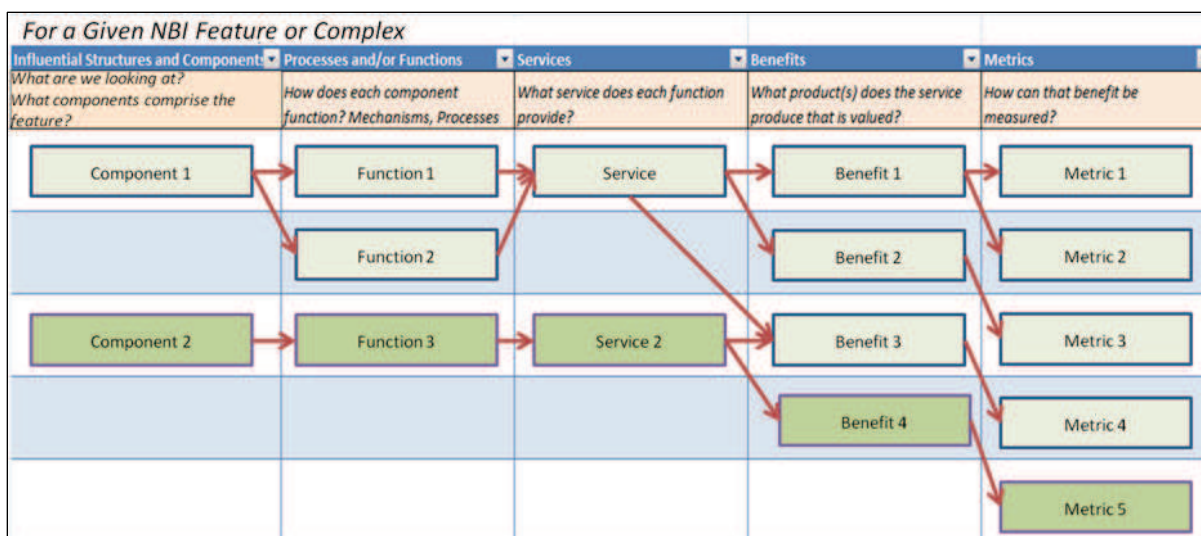 For a Given NBI Feature or Complex
Influential Structures and Components Processes and/or Functions Services Benefits Metrics
What are we looking at?
What components comprise the
feature?
How does each component
function? Mechanisms, Processes
What service does each function
provide?
What product(s) does the service
produce that is valued?
How can that benefit be
measured?
Component 1 Function 1 Service Benefit 1 Metric 1
Function 2 Benefit 2 Metric 2
Component 2 Function 3 Service 2 Benefit 3 Metric 3
Benefit 4 Metric 4
Metric 5